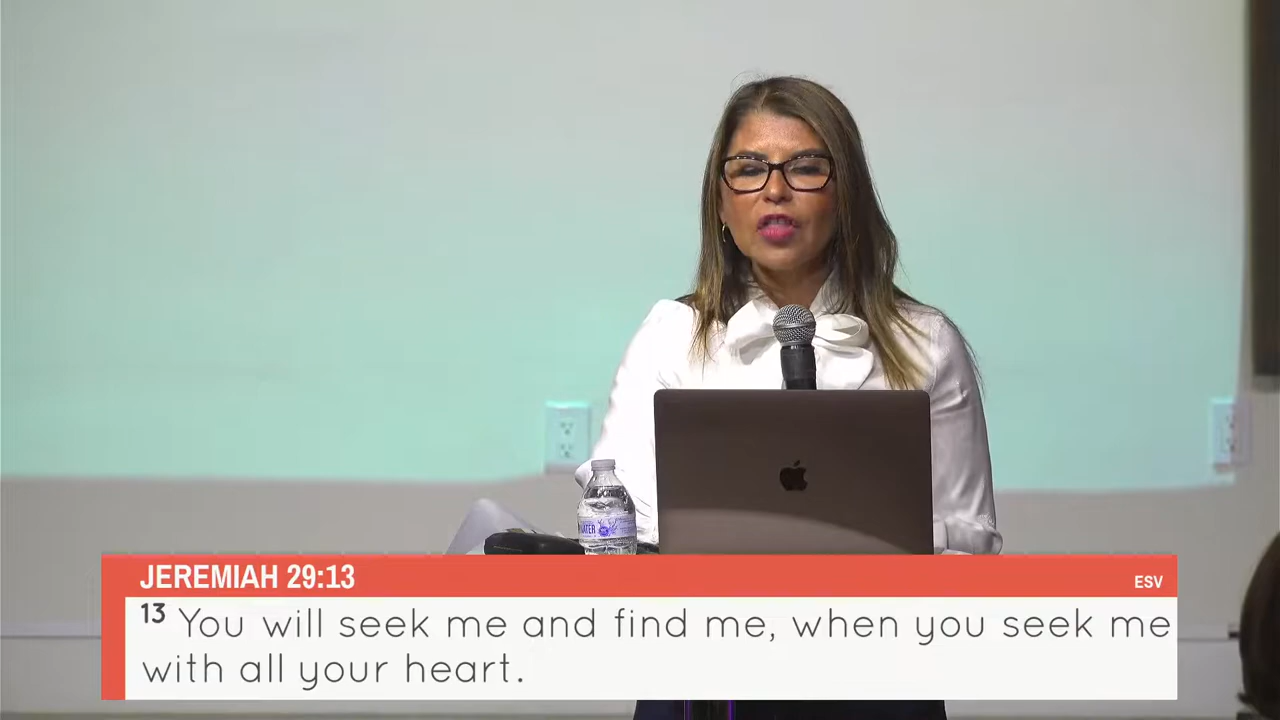 WATER
JEREMIAH 29:13
ESV
13 You will seek me and find me, when you seek me
with all your heart.